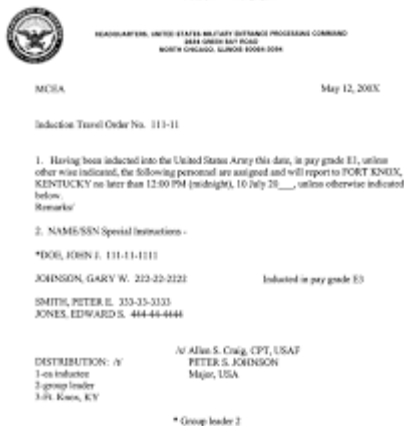 HEADQUARTERS, UNITED STATES MILITARY ENTRANCE PROCESSING COMMAND
2834 GREEN BAY ROAD
NORTH CHICAGO, ILLINOIS 60064-3094
MCEA
May 12, 200X
Induction Travel Order No. 111-11
1. Having been inducted into the United States Army this date, in pay grade E1, unless
other wise indicated, the following personnel are assigned and will report to FORT KNOX,
KENTUCKY no later than 12:00 PM (midnight), 10 July 20___, unless otherwise indicated
below.
Remarks/
2. NAME/SSN Special Instructions -
*DOE, JOHN J. 111-11-1111
JOHNSON, GARY W. 222-22-2222 Inducted in pay grade E3
SMITH, PETER E. 333-33-3333
JONES, EDWARD S. 444-44-4444
/s/ Allen S. Craig, CPT, USAF
DISTRIBUTION: /s/ PETER S. JOHNSON
1-ea inductee Major, USA
2-group leader
3-Ft. Knox, KY
* Group leader 2